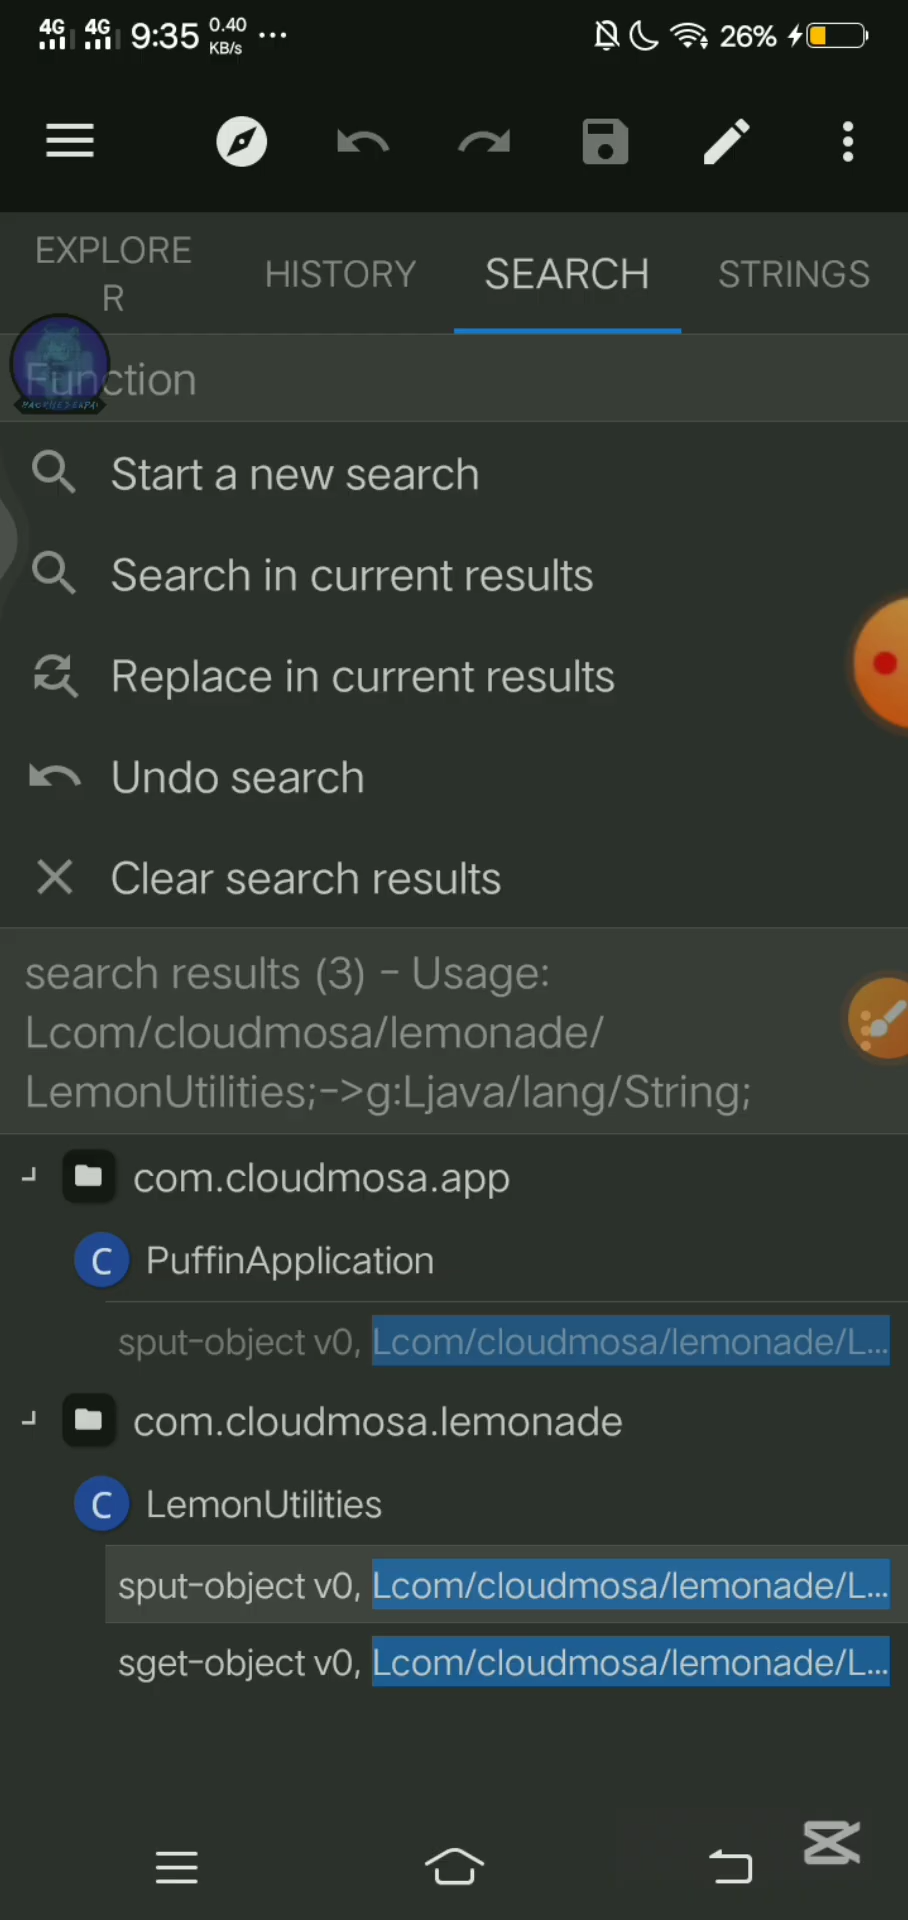 4G 4G 9:35 0.40 KB/s ... 26%
EXPLORE
R
HISTORY
SEARCH
STRINGS
Function
Start a new search
Search in current results
Replace in current results
Undo search
Clear search results
search results (3) - Usage:
Lcom/cloudmosa/lemonade/
LemonUtilities;->g:Ljava/lang/String;
com.cloudmosa.app
C PuffinApplication
sput-object v0, Lcom/cloudmosa/lemonade/L...
com.cloudmosa.lemonade
C LemonUtilities
sput-object v0, Lcom/cloudmosa/lemonade/L...
sget-object v0, Lcom/cloudmosa/lemonade/L...